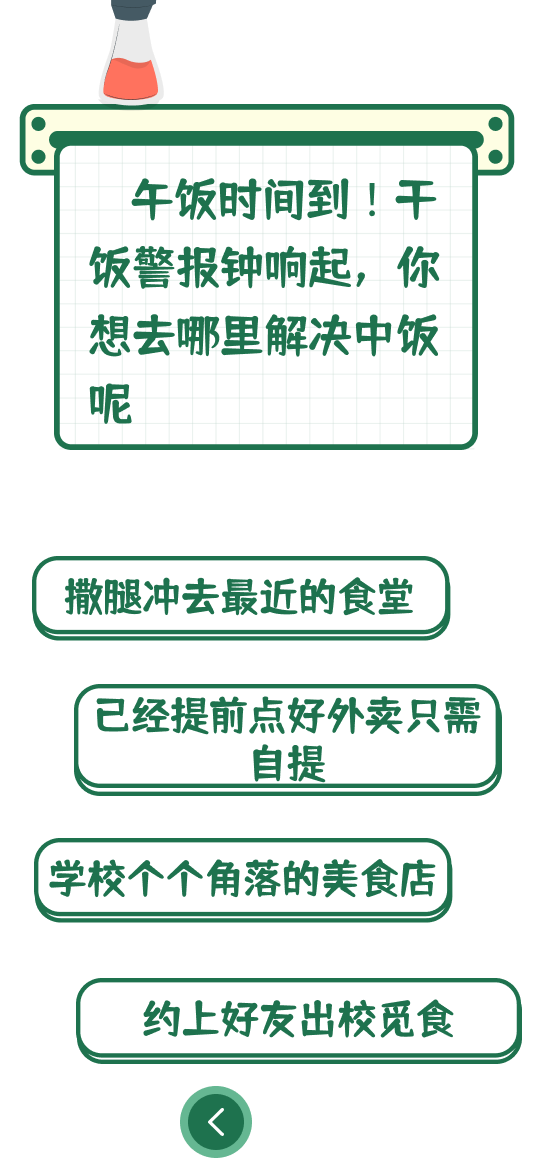 午饭时间到！干
饭警报钟响起，你
想去哪里解决中饭
呢
撒腿冲去最近的食堂
已经提前点好外卖只需
自提
学校个个角落的美食店
约上好友出校觅食